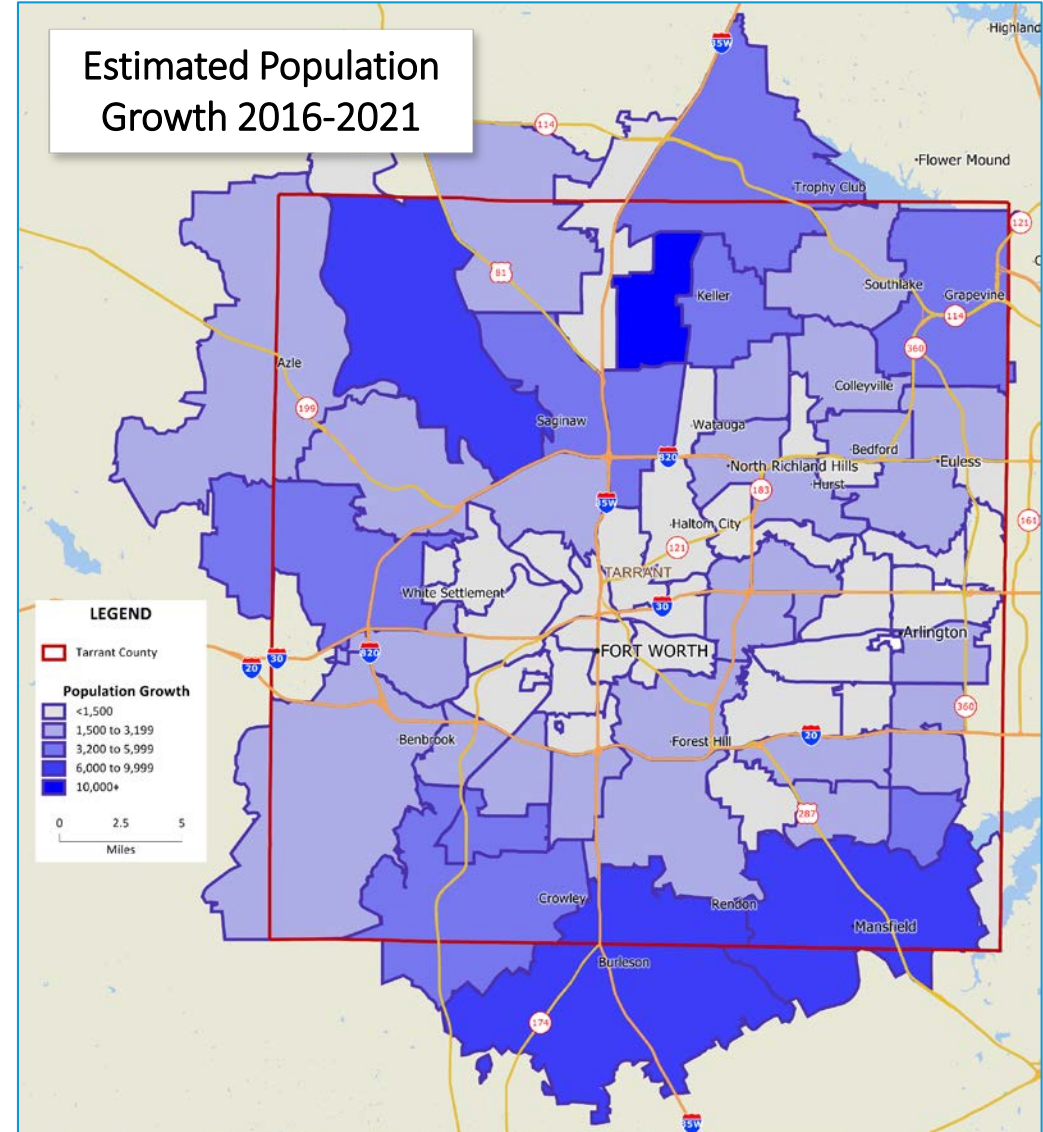 Estimated Population
Growth 2016-2021
35W
Highland
114
Flower Mound
Trophy Club
121
81
Keller
Southlake
Grapevine
114
360
Azle
Colleyville
199
Saginaw
Watauga
Bedford
820
North Richland Hills
Euless
Hurst
183
35W
Haltom City
161
121
TARRANT
White Settlement
30
LEGEND
Tarrant County
Population Growth
<1,500
1,500 to 3,199
3,200 to 5,999
6,000 to 9,999
10,000+
0 2.5 5
Miles
Arlington
FORT WORTH
20
30
820
360
Benbrook
Forest Hill
20
287
Crowley
Rendon
Mansfield
Burleson
174
35W